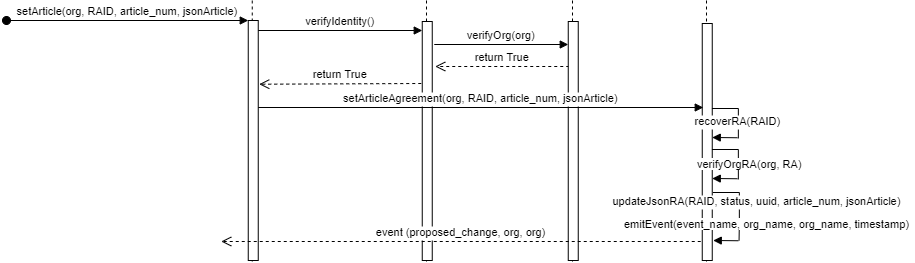 setArticle(org, RAID, article_num, jsonArticle)
verifyIdentity()
verifyOrg(org)
return True
return True
setArticleAgreement(org, RAID, article_num, jsonArticle)
recoverRA(RAID)
verifyOrgRA(org, RA)
updateJsonRA(RAID, status, uuid, article_num, jsonArticle)
emitEvent(event_name, org_name, org_name, timestamp)
event (proposed_change, org, org)